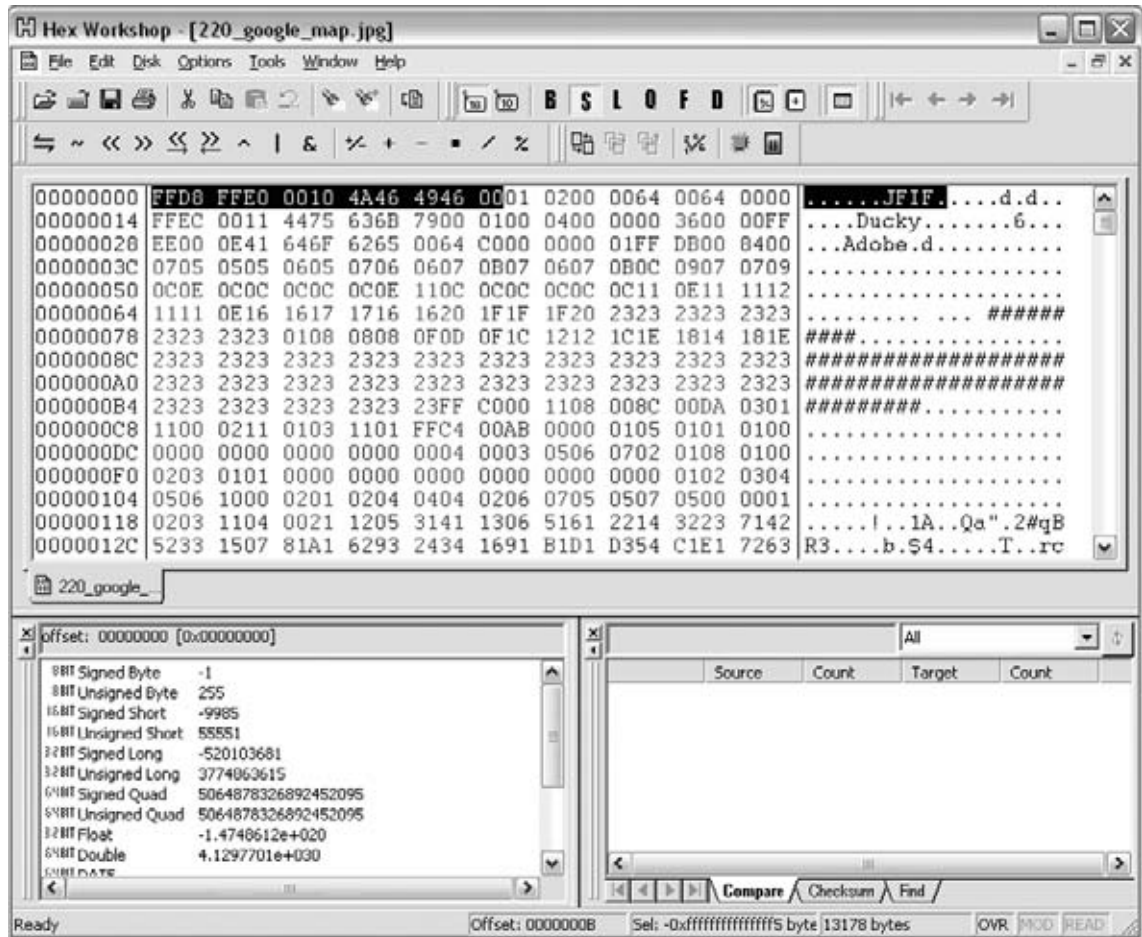 Hex Workshop - [220_google_map.jpg]
File Edit Disk Options Tools Window Help
B S L O F D
00000000 FFD8 FFE0 0010 4A46 4946 0001 0200 0064 0064 0000 ......JFIF.....d.d..
00000014 FFEC 0011 4475 636B 7900 0100 0400 0000 3600 00FF ....Ducky.......6...
00000028 EE00 0E41 646F 6265 0064 C000 0000 01FF DB00 8400 ...Adobe.d..........
0000003C 0705 0505 0605 0706 0607 0B07 0607 0B0C 0907 0709 ....................
00000050 0C0E 0C0C 0C0C 0C0E 110C 0C0C 0C0C 0C11 0E11 1112 ....................
00000064 1111 0E16 1617 1716 1620 1F1F 1F20 2323 2323 2323 ......... ... ######
00000078 2323 2323 0108 0808 0F0D 0F1C 1212 1C1E 1814 181E ####................
0000008C 2323 2323 2323 2323 2323 2323 2323 2323 2323 2323 ####################
000000A0 2323 2323 2323 2323 2323 2323 2323 2323 2323 2323 ####################
000000B4 2323 2323 2323 2323 23FF C000 1108 008C 00DA 0301 #########...........
000000C8 1100 0211 0103 1101 FFC4 00AB 0000 0105 0101 0100 ....................
000000DC 0000 0000 0000 0000 0004 0003 0506 0702 0108 0100 ....................
000000F0 0203 0101 0000 0000 0000 0000 0000 0000 0102 0304 ....................
00000104 0506 1000 0201 0204 0404 0206 0705 0507 0500 0001 ....................
00000118 0203 1104 0021 1205 3141 1306 5161 2214 3223 7142 .....!..1A..Qa".2#qB
0000012C 5233 1507 81A1 6293 2434 1691 B1D1 D354 C1E1 7263 R3....b.$4.....T..rc
220_google_...
offset: 00000000 [0x00000000]
8BIT Signed Byte -1
8BIT Unsigned Byte 255
16BIT Signed Short -9985
16BIT Unsigned Short 55551
32BIT Signed Long -520103681
32BIT Unsigned Long 3774863615
64BIT Signed Quad 5064878326892452095
64BIT Unsigned Quad 5064878326892452095
32BIT Float -1.4748612e+020
64BIT Double 4.1297701e+030
64BIT DATE
All
Source Count Target Count
Compare Checksum Find
Ready Offset: 0000000B Sel: -0xfffffffffffffff5 byte 13178 bytes OVR MOD READ